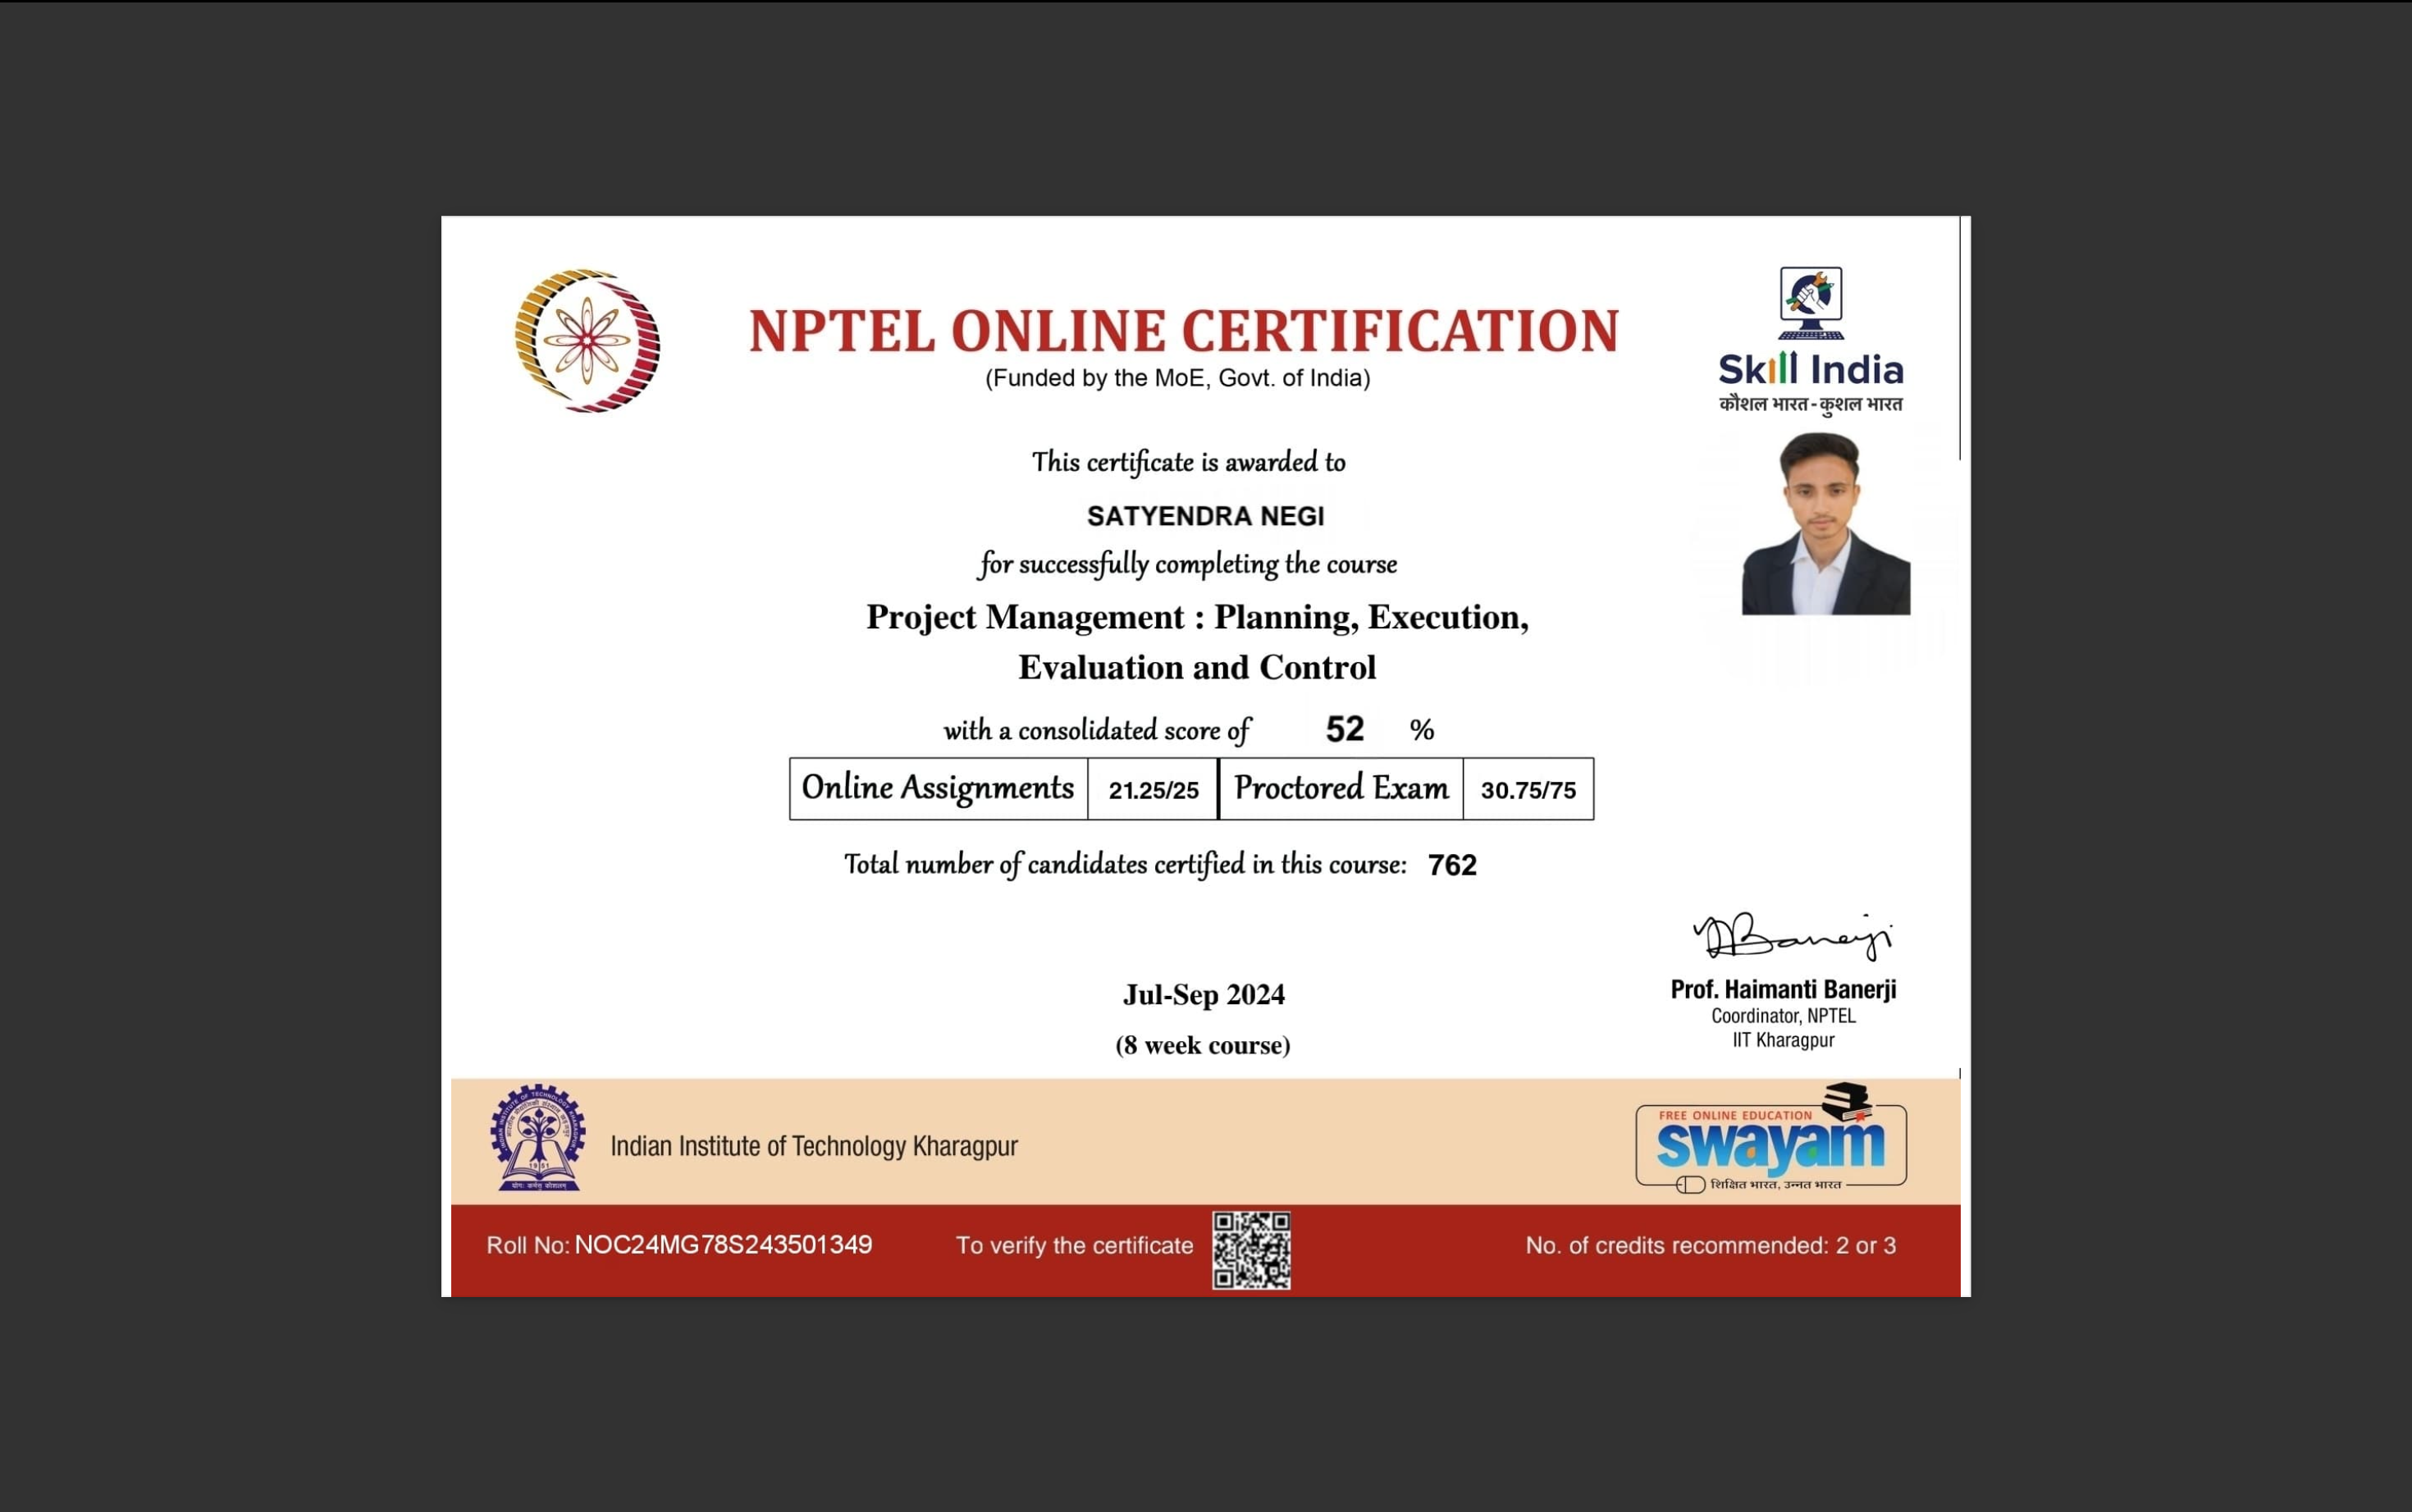 NPTEL ONLINE CERTIFICATION
(Funded by the MoE, Govt. of India)
Skill India
कौशल भारत - कुशल भारत
This certificate is awarded to
SATYENDRA NEGI
for successfully completing the course
Project Management : Planning, Execution,
Evaluation and Control
with a consolidated score of 52 %
Online Assignments 21.25/25 Proctored Exam 30.75/75
Total number of candidates certified in this course: 762
Jul-Sep 2024
(8 week course)
Prof. Haimanti Banerji
Coordinator, NPTEL
IIT Kharagpur
Indian Institute of Technology Kharagpur
1951
FREE ONLINE EDUCATION
swayam
शिक्षित भारत, उन्नत भारत
Roll No: NOC24MG78S243501349
To verify the certificate
No. of credits recommended: 2 or 3